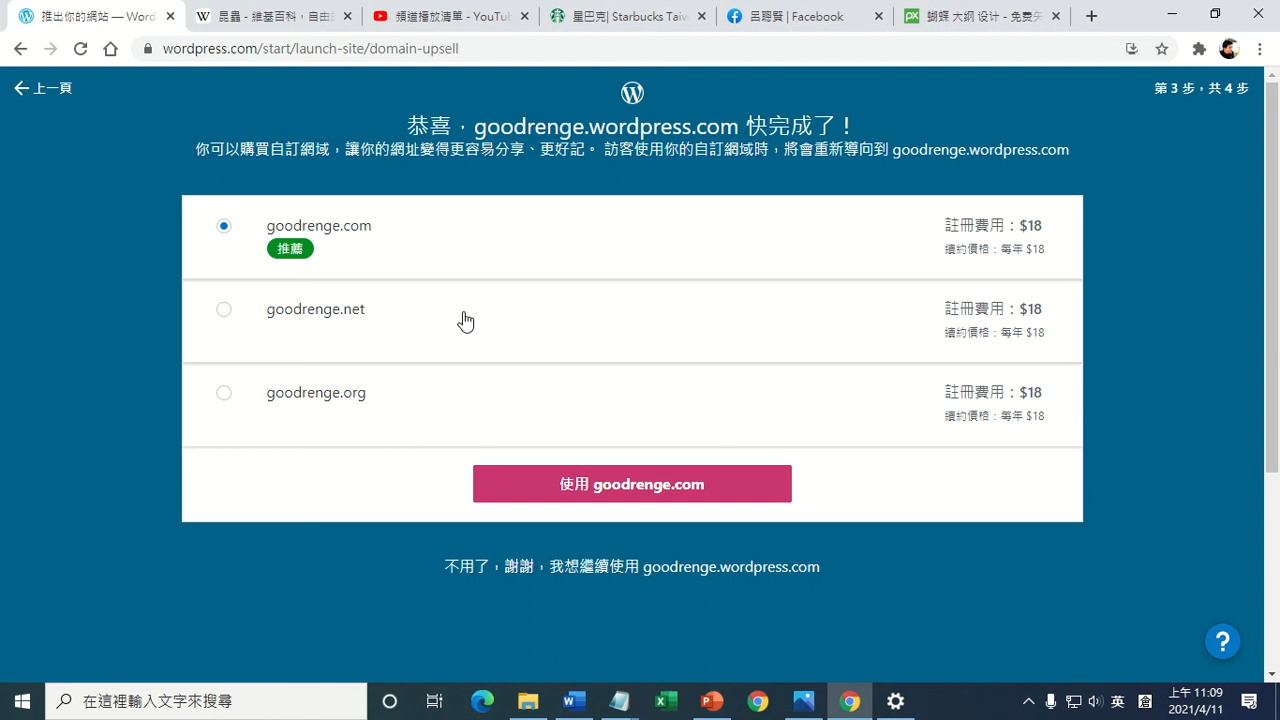 推出你的網站 — Word
昆蟲 - 維基百科，自由
頻道播放清單 - YouTub
星巴克| Starbucks Taiw
呂聰賢 | Facebook
蝴蝶 大綱 设计 - 免费矢
wordpress.com/start/launch-site/domain-upsell
上一頁
第 3 步，共 4 步
恭喜，goodrenge.wordpress.com 快完成了！
你可以購買自訂網域，讓你的網址變得更容易分享、更好記。 訪客使用你的自訂網域時，將會重新導向到 goodrenge.wordpress.com
goodrenge.com
註冊費用：$18
推薦
續約價格：每年 $18
goodrenge.net
註冊費用：$18
續約價格：每年 $18
goodrenge.org
註冊費用：$18
續約價格：每年 $18
使用 goodrenge.com
不用了，謝謝，我想繼續使用 goodrenge.wordpress.com
在這裡輸入文字來搜尋
英
上午 11:09
2021/4/11